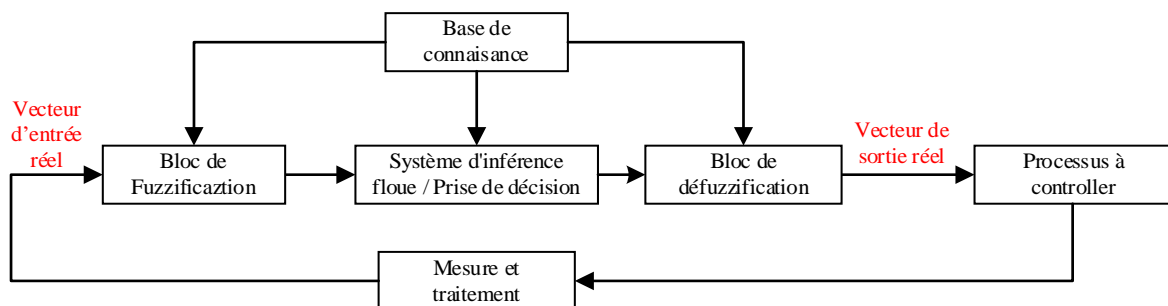 Base de
connaisance
Vecteur
d'entrée
réel
Bloc de
Fuzzificaztion
Système d'inférence
floue / Prise de décision
Bloc de
défuzzification
Vecteur de
sortie réel
Processus à
controller
Mesure et
traitement